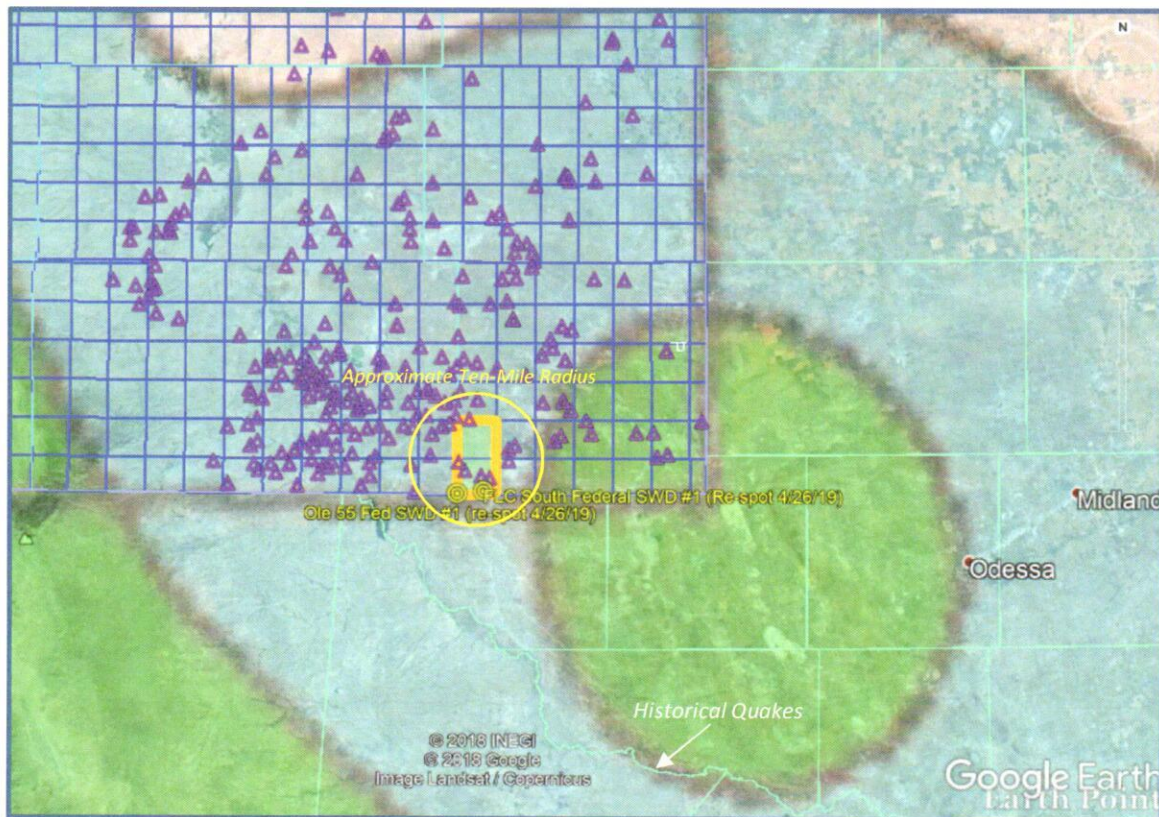 N
Approximate Ten-Mile Radius
South Federal SWD #1 (Re spot 4/26/19)
Ole 55 Fed SWD #1 (re spot 4/26/19)
Midland
Odessa
Historical Quakes
© 2018 INEGI
© 2018 Google
Image Landsat / Copernicus
Google Earth
Earth Point